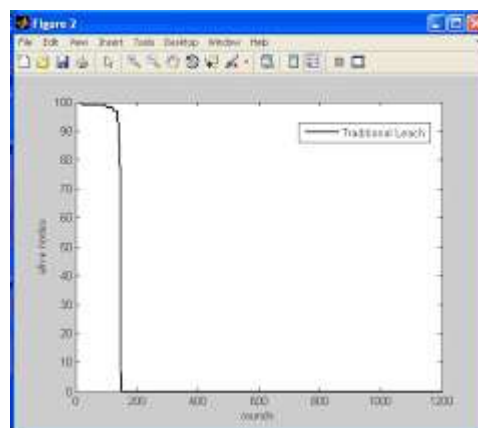 Figure 2
File Edit View Insert Tools Desktop Window Help
Traditional Leach
100
90
80
70
60
50
40
30
20
10
0
alive nodes
0 200 400 600 800 1000 1200
rounds